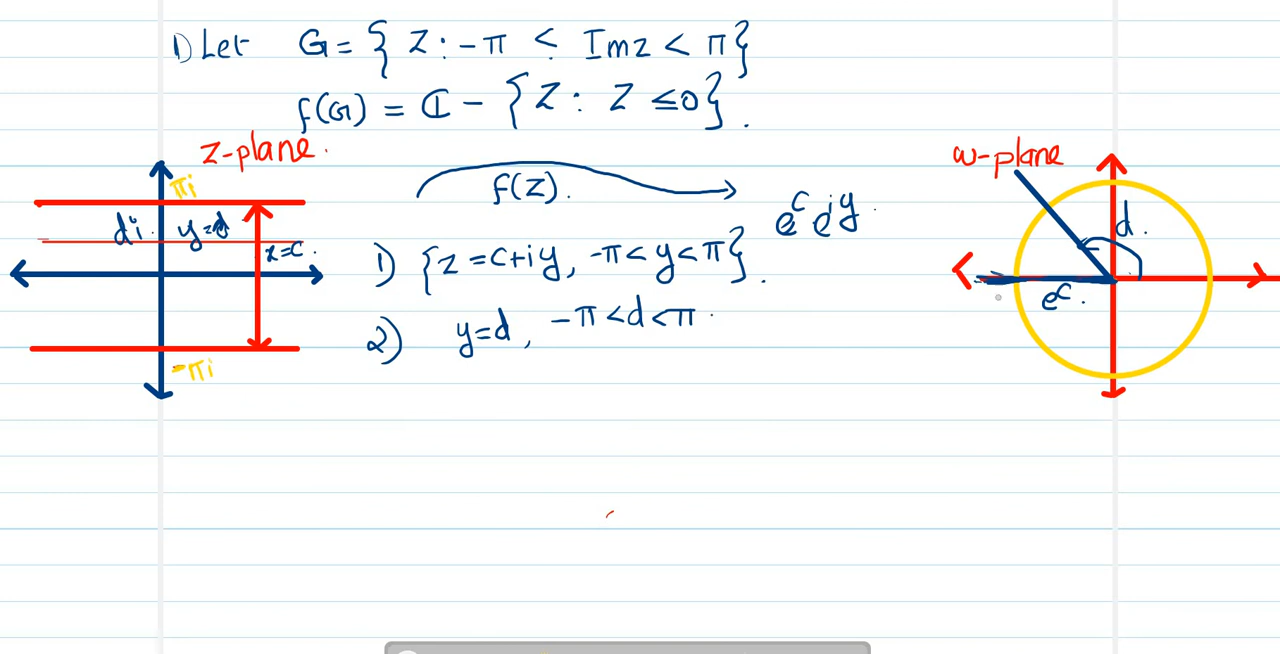 1) Let G = { Z : -π < Im z < π }
f(G) = ℂ - { Z : Z ≤ 0 }.
z-plane.
πi
di
y=d
x=c.
-πi
f(z).
e^c e^{iy}.
1) { z = c+iy, -π < y < π }.
2) y=d, -π < d < π.
w-plane
d.
e^c.